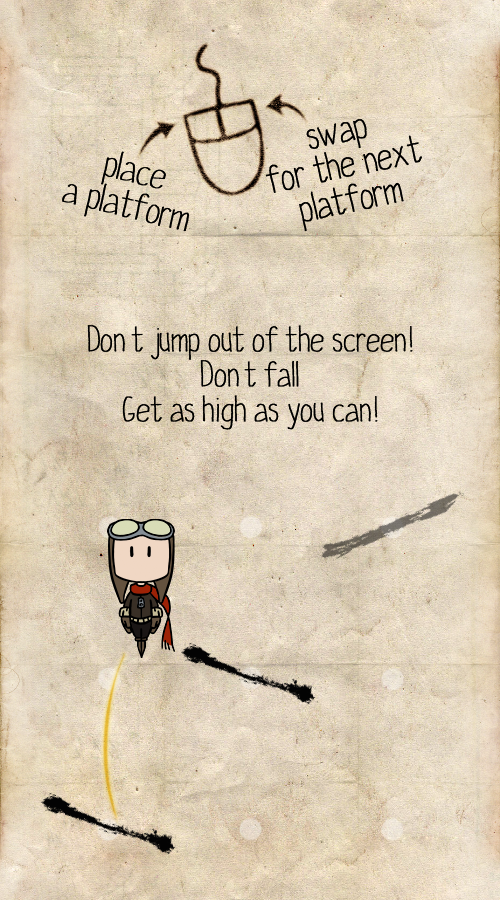 place
a platform
swap
for the next
platform
Don t jump out of the screen!
Don t fall
Get as high as you can!